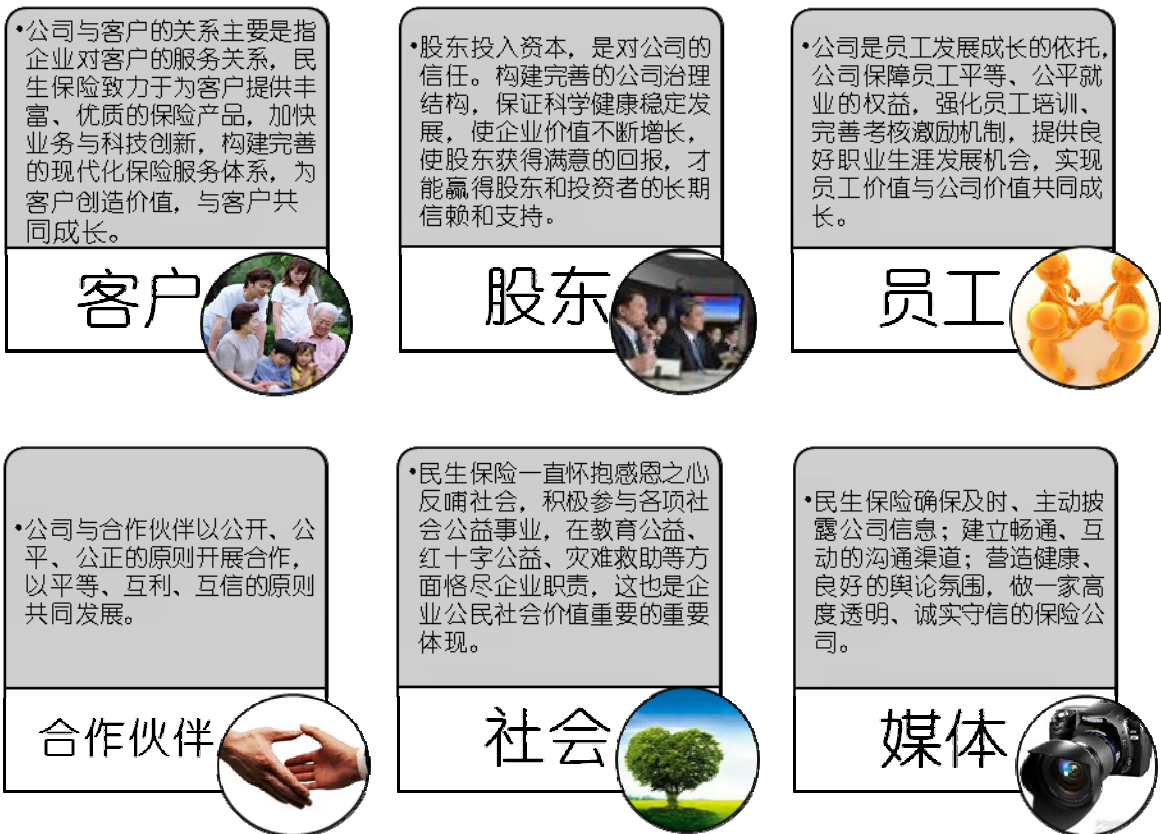 •公司与客户的关系主要是指
企业对客户的服务关系，民
生保险致力于为客户提供丰
富、优质的保险产品，加快
业务与科技创新，构建完善
的现代化保险服务体系，为
客户创造价值，与客户共
同成长。
客户
•股东投入资本，是对公司的
信任。构建完善的公司治理
结构，保证科学健康稳定发
展，使企业价值不断增长，
使股东获得满意的回报，才
能赢得股东和投资者的长期
信赖和支持。
股东
•公司是员工发展成长的依托，
公司保障员工平等、公平就
业的权益，强化员工培训、
完善考核激励机制，提供良
好职业生涯发展机会，实现
员工价值与公司价值共同成
长。
员工
•公司与合作伙伴以公开、公
平、公正的原则开展合作，
以平等、互利、互信的原则
共同发展。
合作伙伴
•民生保险一直怀抱感恩之心
反哺社会，积极参与各项社
会公益事业，在教育公益、
红十字公益、灾难救助等方
面恪尽企业职责，这也是企
业公民社会价值重要的重要
体现。
社会
•民生保险确保及时、主动披
露公司信息；建立畅通、互
动的沟通渠道；营造健康、
良好的舆论氛围，做一家高
度透明、诚实守信的保险公
司。
媒体